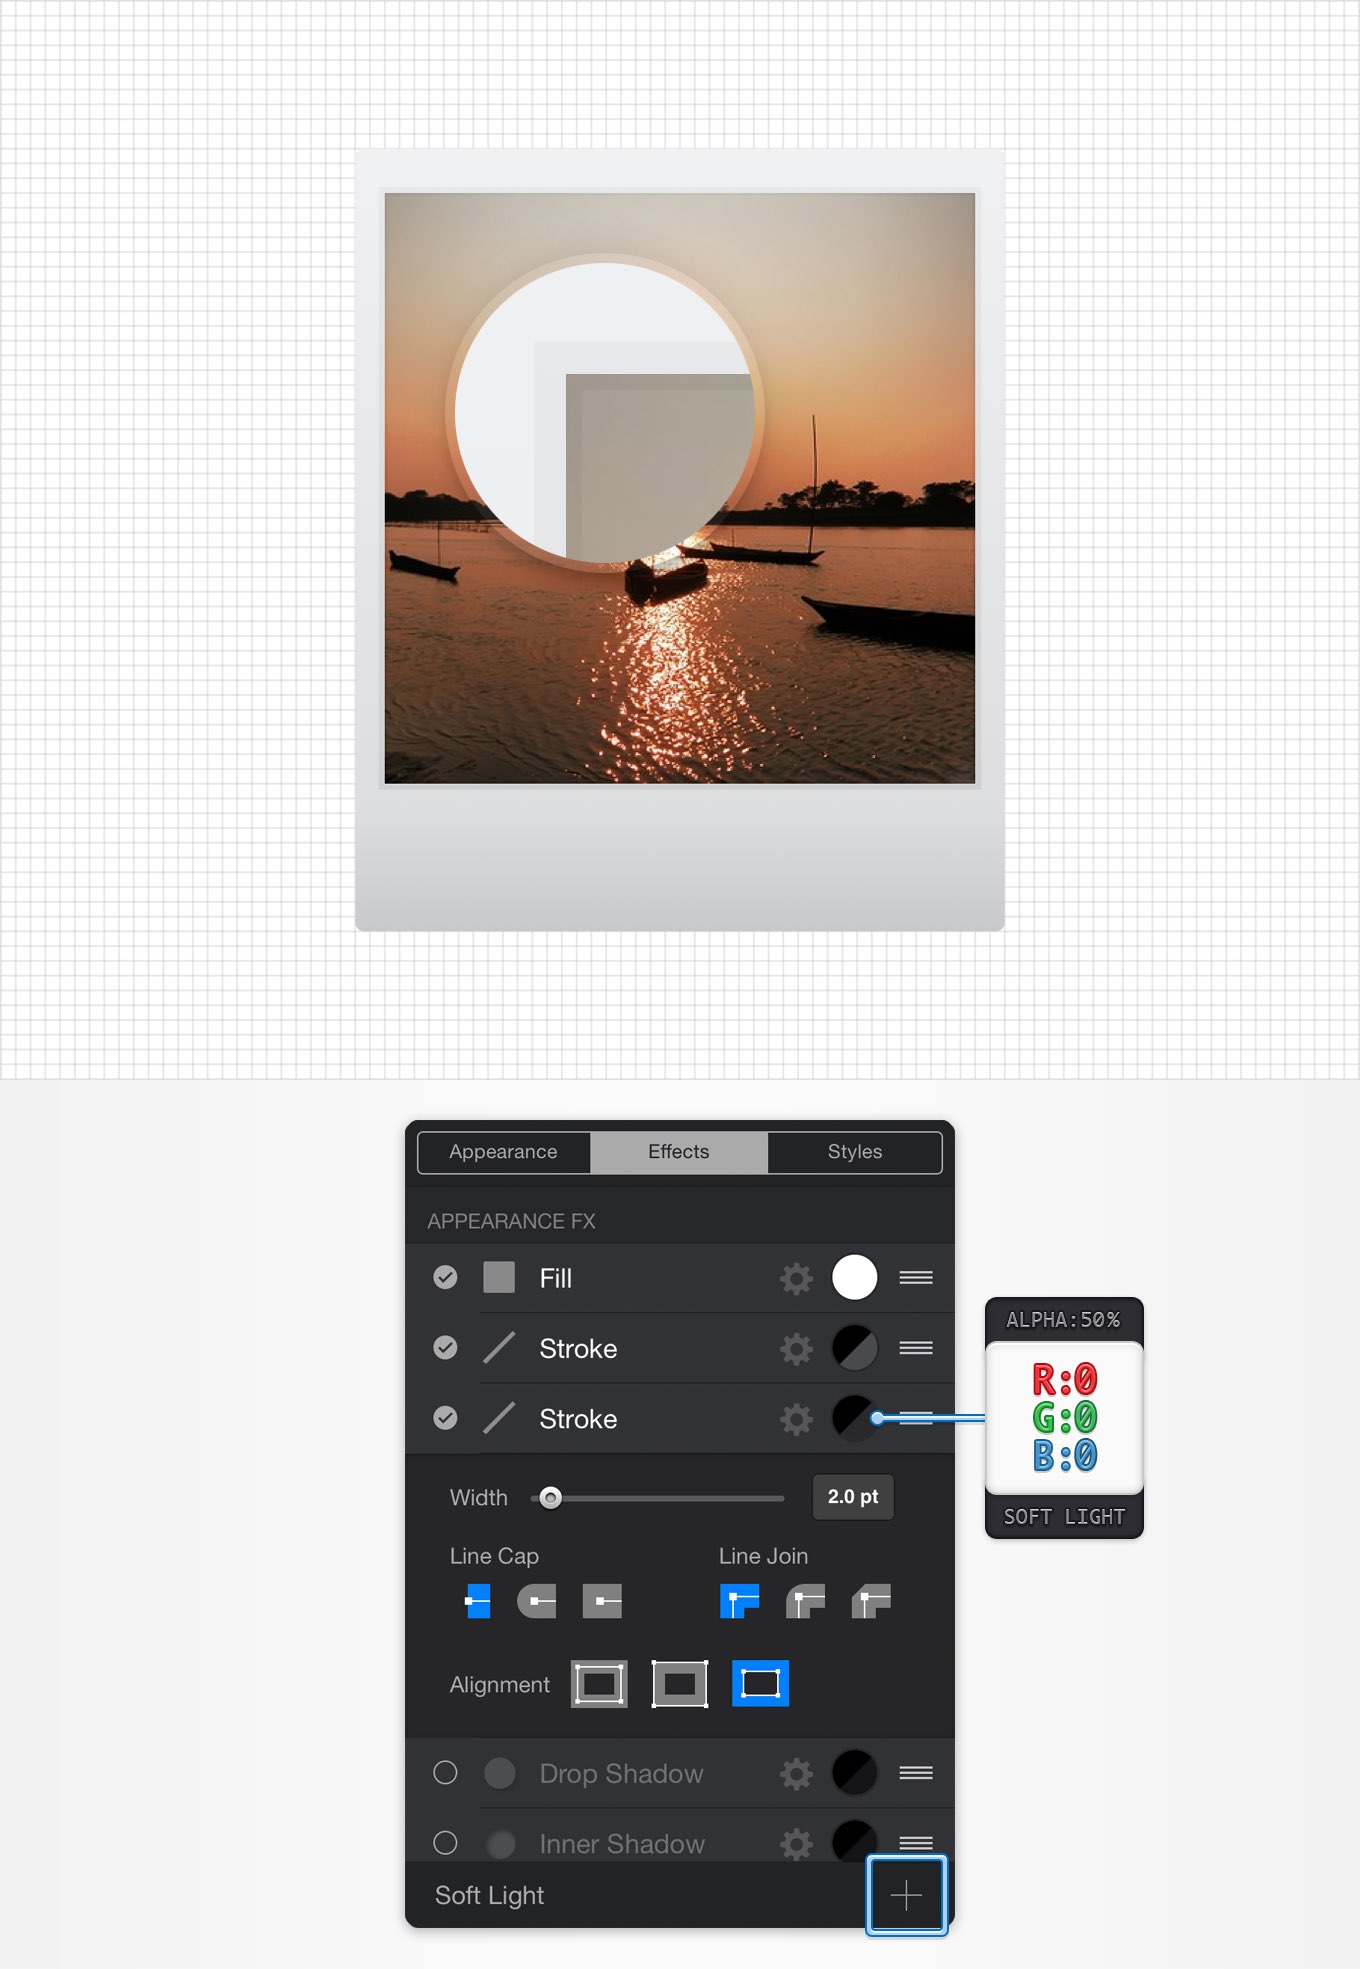 Appearance
Effects
Styles
APPEARANCE FX
Fill
Stroke
Stroke
Width
2.0 pt
Line Cap
Line Join
Alignment
Drop Shadow
Inner Shadow
Soft Light
ALPHA:50%
R:0
G:0
B:0
SOFT LIGHT